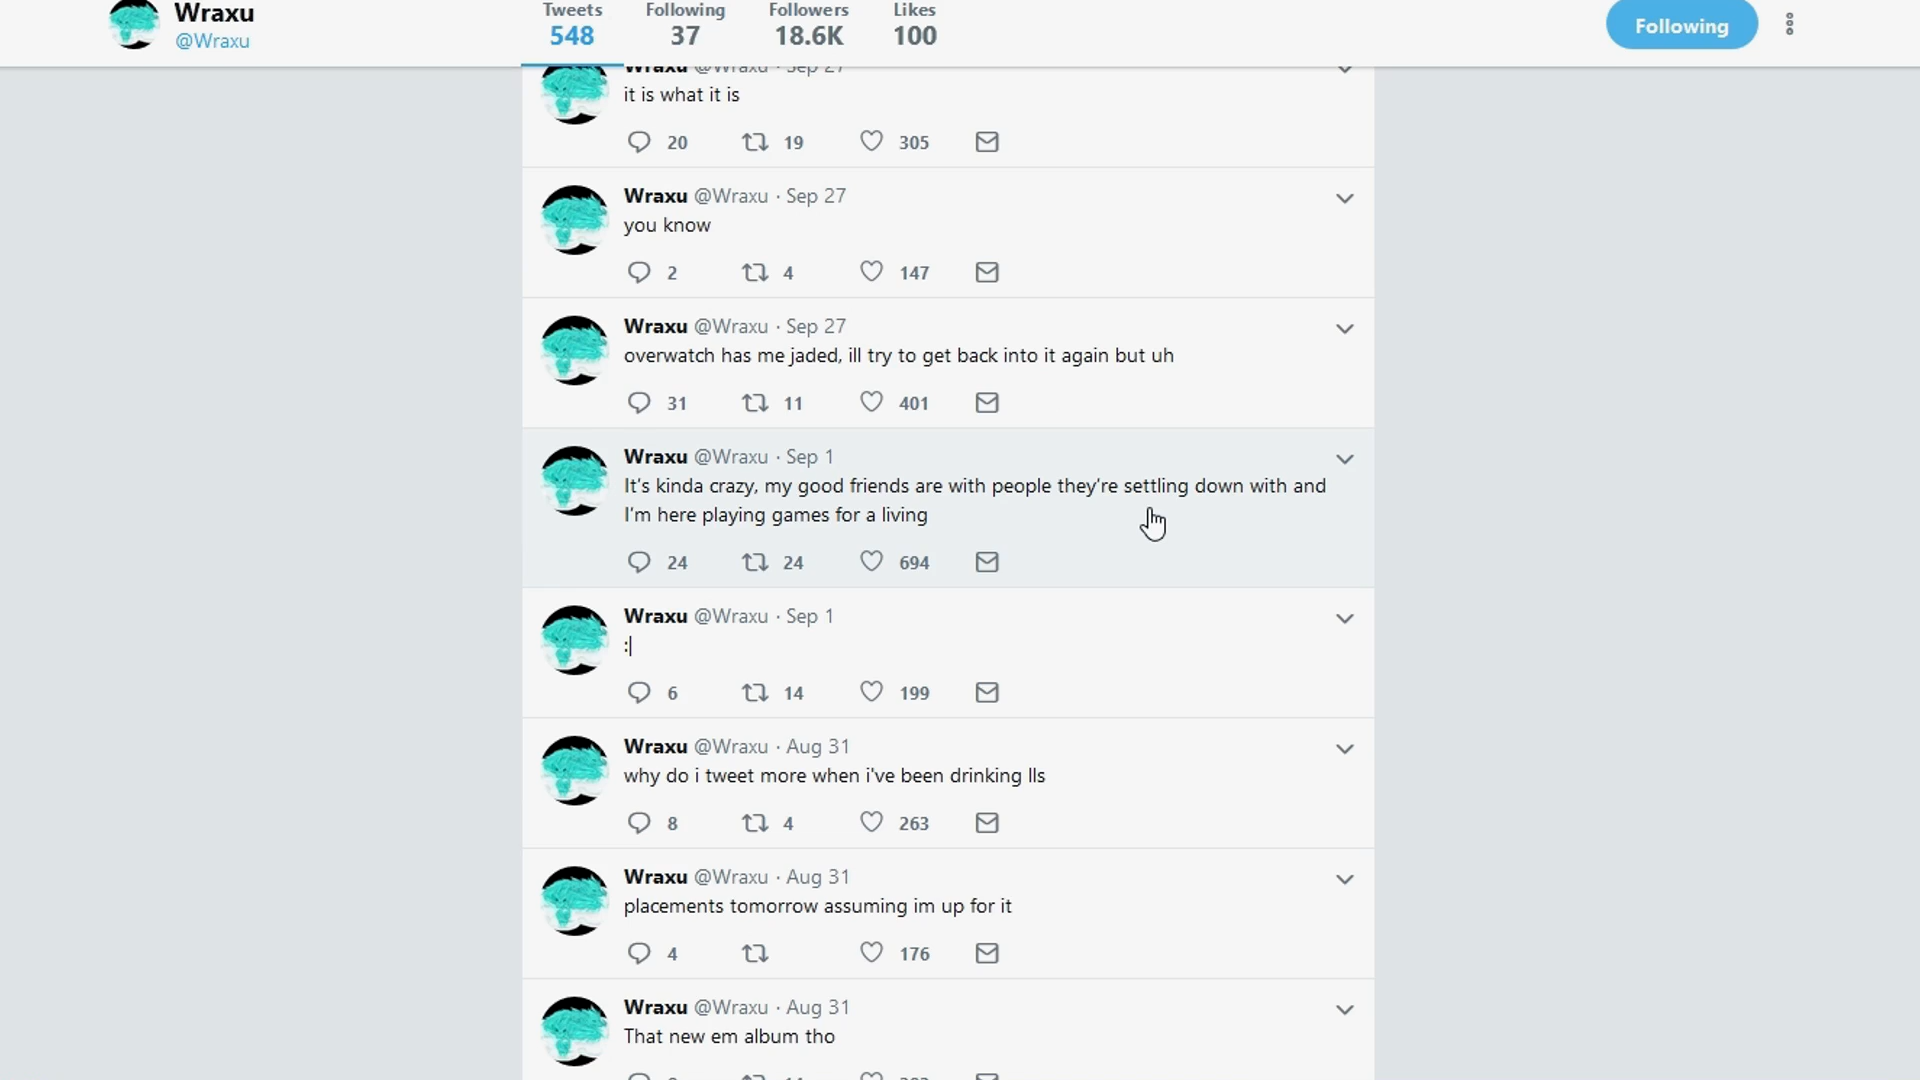 Wraxu
@Wraxu
Tweets
548
Following
37
Followers
18.6K
Likes
100
Following
Wraxu @Wraxu · Sep 27
it is what it is
20 19 305
Wraxu @Wraxu · Sep 27
you know
2 4 147
Wraxu @Wraxu · Sep 27
overwatch has me jaded, ill try to get back into it again but uh
31 11 401
Wraxu @Wraxu · Sep 1
It's kinda crazy, my good friends are with people they're settling down with and
I'm here playing games for a living
24 24 694
Wraxu @Wraxu · Sep 1
:|
6 14 199
Wraxu @Wraxu · Aug 31
why do i tweet more when i've been drinking lls
8 4 263
Wraxu @Wraxu · Aug 31
placements tomorrow assuming im up for it
4 176
Wraxu @Wraxu · Aug 31
That new em album tho